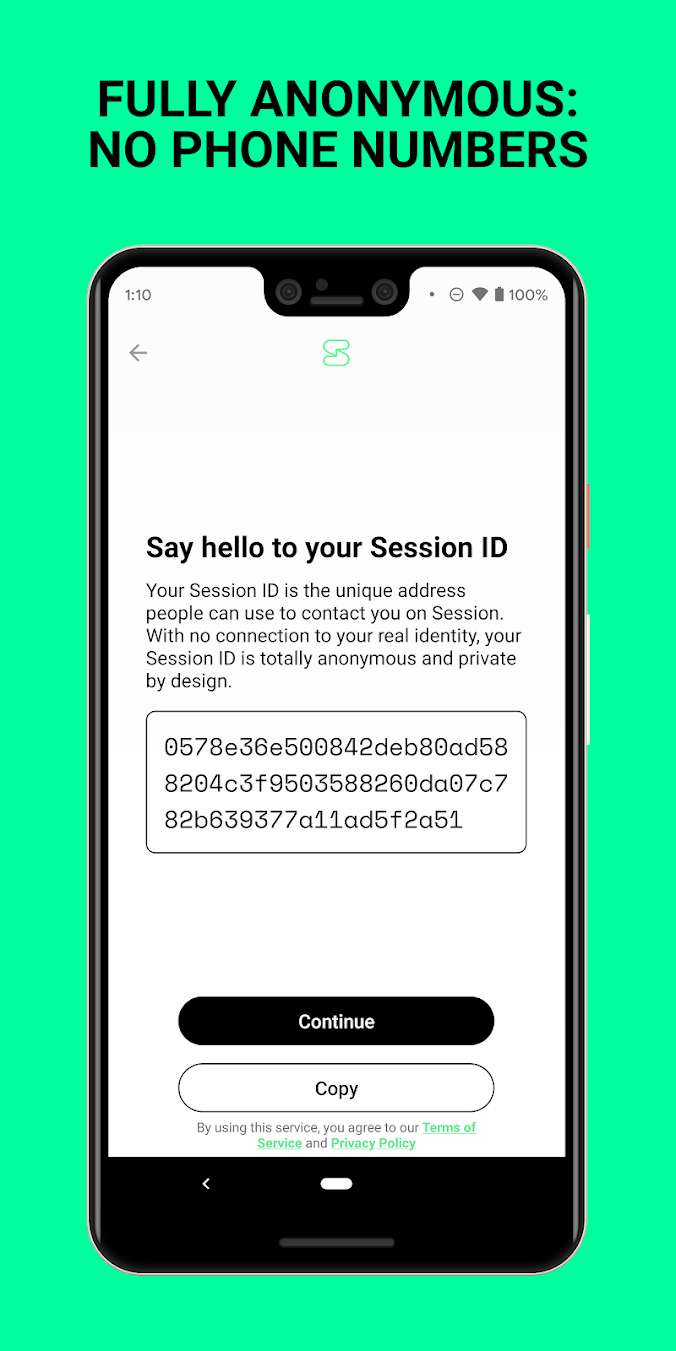 FULLY ANONYMOUS:
NO PHONE NUMBERS
1:10
100%
Say hello to your Session ID
Your Session ID is the unique address
people can use to contact you on Session.
With no connection to your real identity, your
Session ID is totally anonymous and private
by design.
0578e36e500842deb80ad58
8204c3f9503588260da07c7
82b639377a11ad5f2a51
Continue
Copy
By using this service, you agree to our Terms of
Service and Privacy Policy